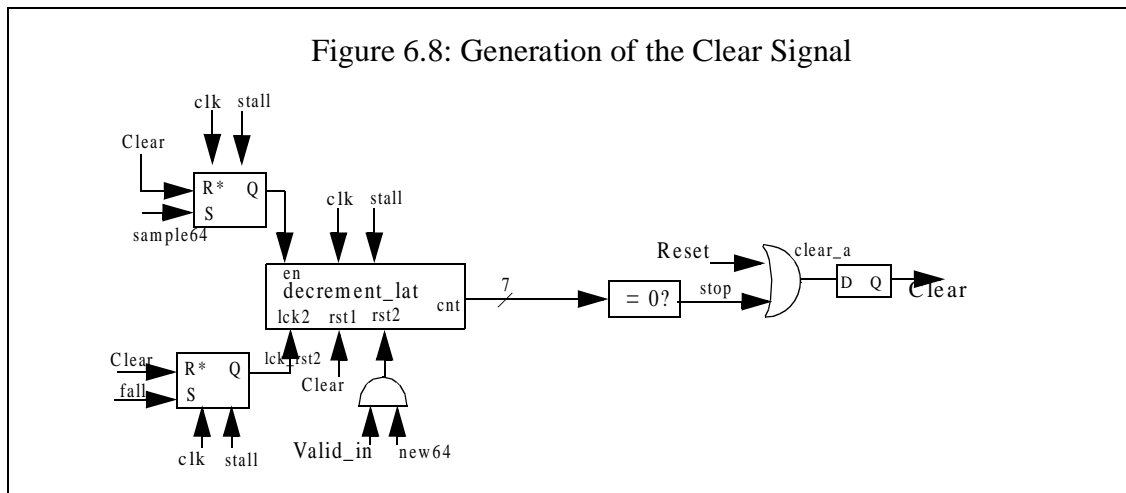 Figure 6.8: Generation of the Clear Signal
clk stall
Clear
R* Q
S
sample64
clk stall
en
decrement_lat
cnt
lck2 rst1 rst2
7
= 0?
stop
Reset
clear_a
D Q
Clear
Clear
R* Q
S
fall
lck_rst2
Clear
clk stall
Valid_in new64